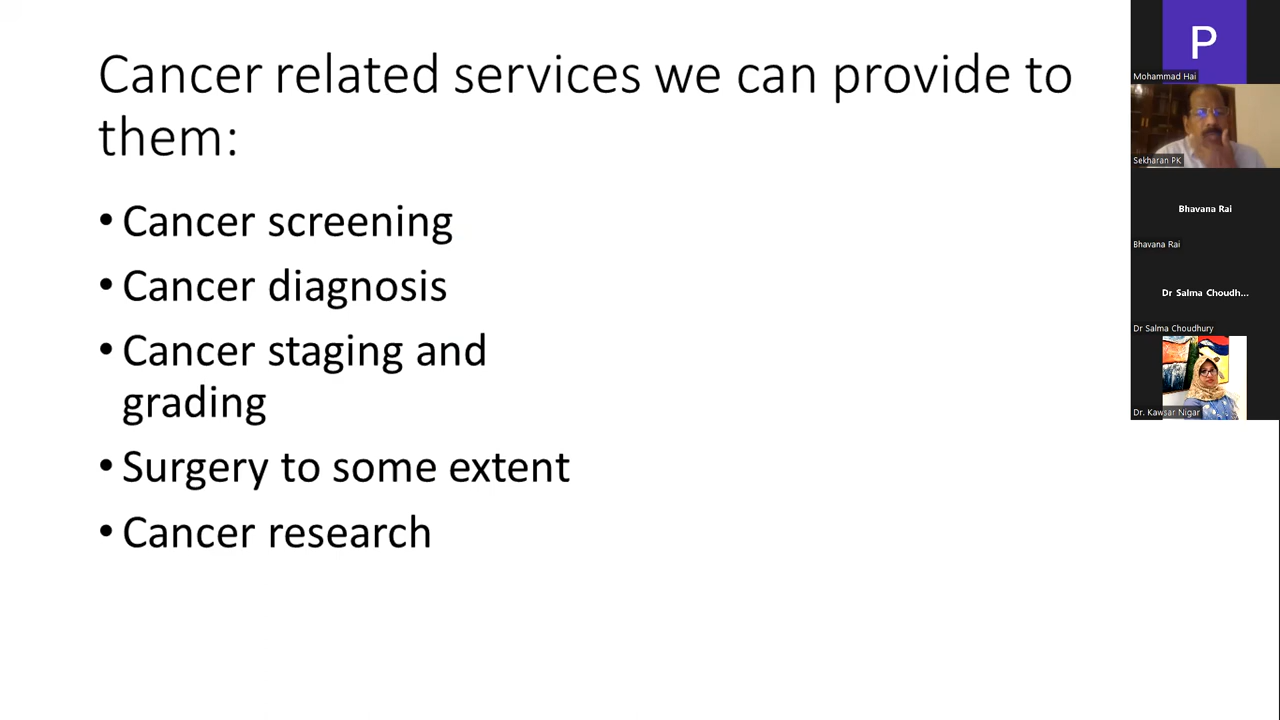 Cancer related services we can provide to
them:
• Cancer screening
• Cancer diagnosis
• Cancer staging and
grading
• Surgery to some extent
• Cancer research
P
Mohammad Hai
Sekharan PK
Bhavana Rai
Bhavana Rai
Dr Salma Choudh...
Dr Salma Choudhury
Dr. Kawsar Nigar